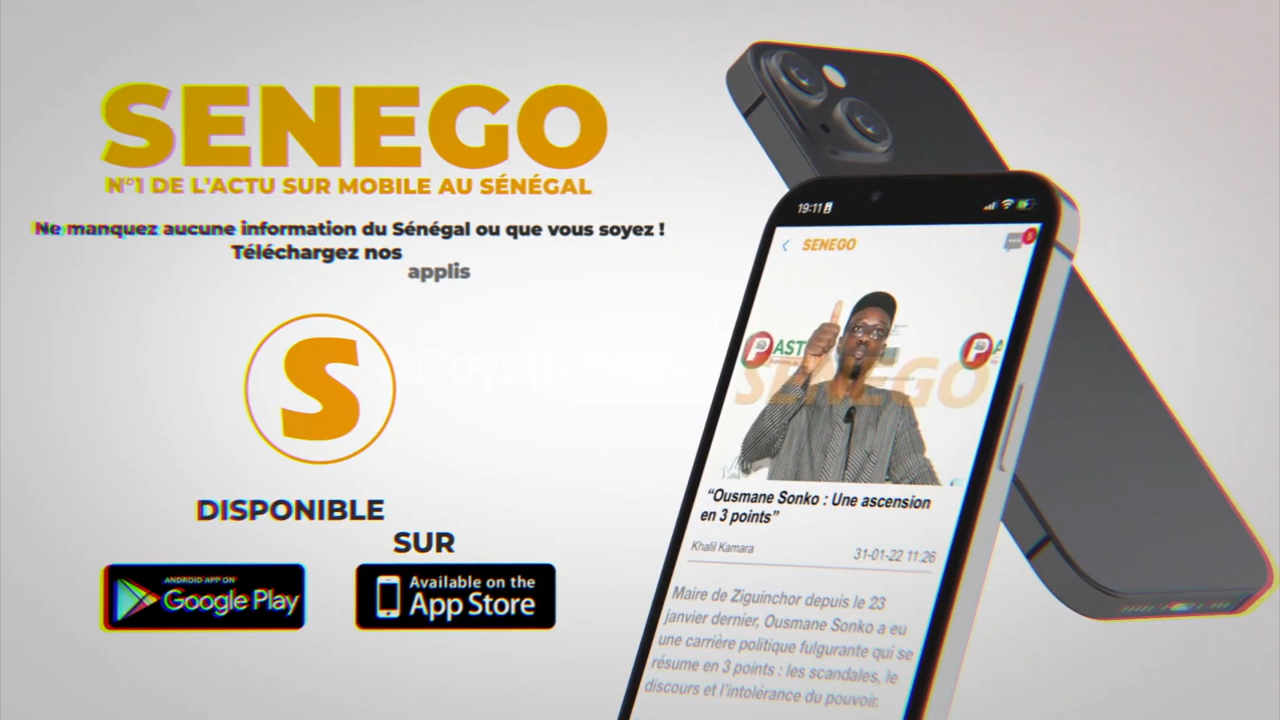 SENEGO
N°1 DE L'ACTU SUR MOBILE AU SÉNÉGAL
Ne manquez aucune information du Sénégal ou que vous soyez !
Téléchargez nos
applis
S
DISPONIBLE
SUR
ANDROID APP ON
Google Play
Available on the
App Store
19:11
SENEGO
5
PAST
PA
SENEGO
“Ousmane Sonko : Une ascension
en 3 points”
Khalil Kamara
31-01-22 11:26
Maire de Ziguinchor depuis le 23
janvier dernier, Ousmane Sonko a eu
une carrière politique fulgurante qui se
résume en 3 points : les scandales, le
discours et l'intolérance du pouvoir.